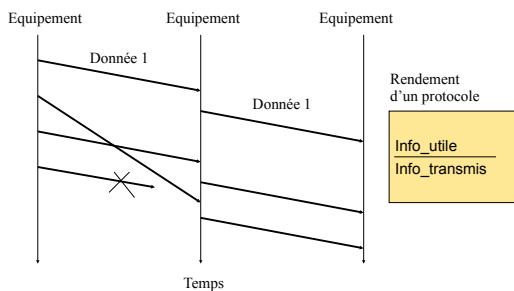 Equipement Equipement Equipement
Donnée 1
Donnée 1
Rendement
d'un protocole
Info_utile
Info_transmis
Temps